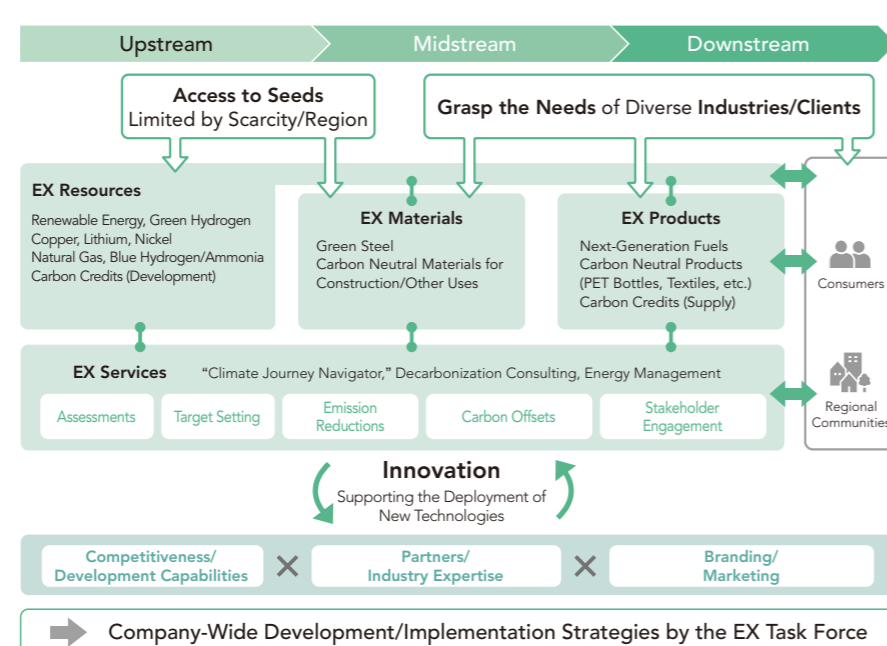 Upstream
Midstream
Downstream
Access to Seeds
Limited by Scarcity/Region
Grasp the Needs of Diverse Industries/Clients
EX Resources
Renewable Energy, Green Hydrogen
Copper, Lithium, Nickel
Natural Gas, Blue Hydrogen/Ammonia
Carbon Credits (Development)
EX Materials
Green Steel
Carbon Neutral Materials for
Construction/Other Uses
EX Products
Next-Generation Fuels
Carbon Neutral Products
(PET Bottles, Textiles, etc.)
Carbon Credits (Supply)
Consumers
Regional
Communities
EX Services
“Climate Journey Navigator,” Decarbonization Consulting, Energy Management
Assessments
Target Setting
Emission
Reductions
Carbon Offsets
Stakeholder
Engagement
Innovation
Supporting the Deployment of
New Technologies
Competitiveness/
Development Capabilities
×
Partners/
Industry Expertise
×
Branding/
Marketing
Company-Wide Development/Implementation Strategies by the EX Task Force